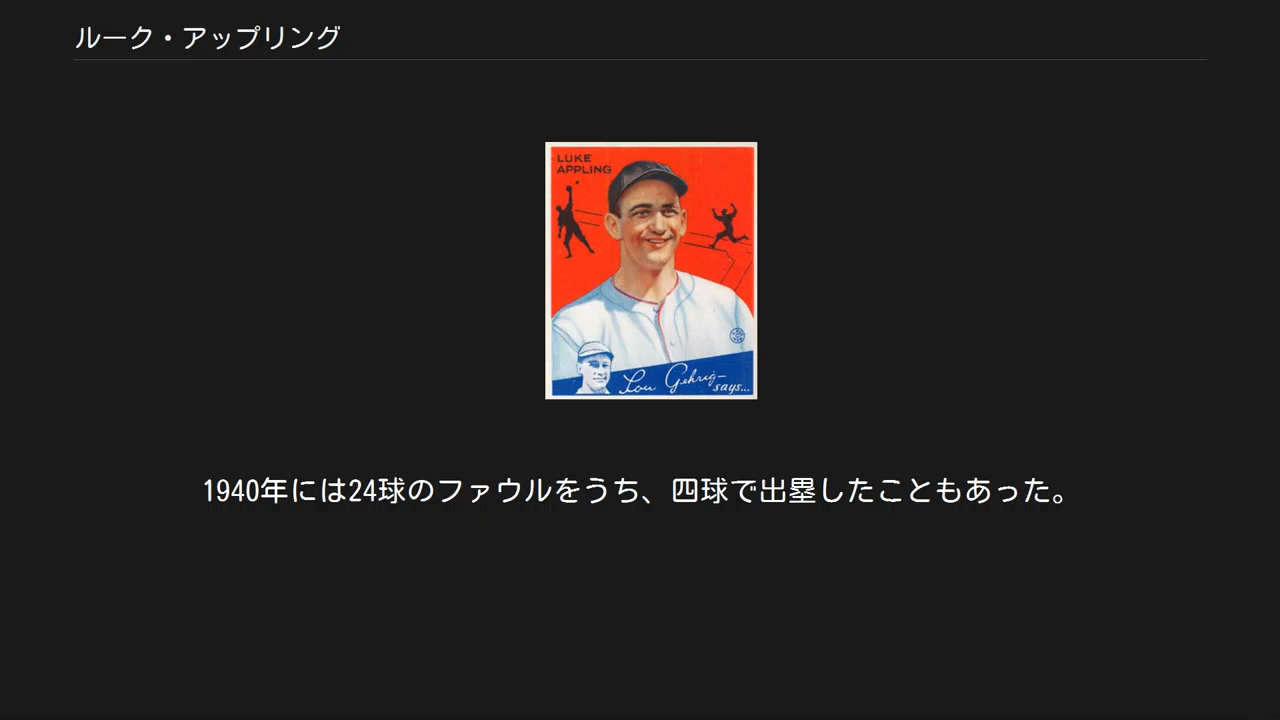 ルーク・アップリング
LUKE
APPLING
Lou Gehrig—
says...
1940年には24球のファウルをうち、四球で出塁したこともあった。